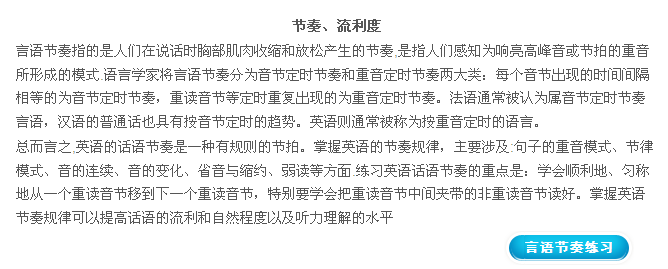 节奏、流利度
言语节奏指的是人们在说话时胸部肌肉收缩和放松产生的节奏,是指人们感知为响亮高峰音或节拍的重音
所形成的模式.语言学家将言语节奏分为音节定时节奏和重音定时节奏两大类：每个音节出现的时间间隔
相等的为音节定时节奏，重读音节等定时重复出现的为重音定时节奏。法语通常被认为属音节定时节奏
言语，汉语的普通话也具有按音节定时的趋势。英语则通常被称为按重音定时的语言。
总而言之,英语的话语节奏是一种有规则的节拍。掌握英语的节奏规律，主要涉及:句子的重音模式、节律
模式、音的连续、音的变化、省音与缩约、弱读等方面.练习英语话语节奏的重点是：学会顺利地、匀称
地从一个重读音节移到下一个重读音节，特别要学会把重读音节中间夹带的非重读音节读好。掌握英语
节奏规律可以提高话语的流利和自然程度以及听力理解的水平
言语节奏练习